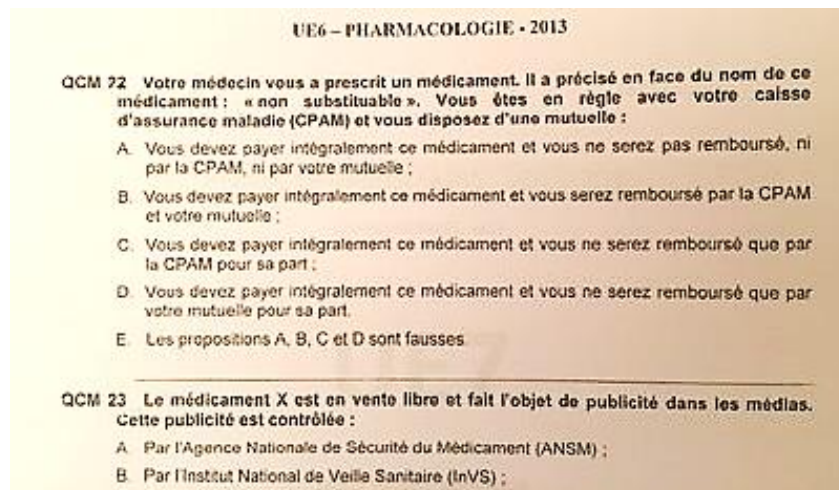 UE6 – PHARMACOLOGIE - 2013
QCM 22 Votre médecin vous a prescrit un médicament. Il a précisé en face du nom de ce
médicament : « non substituable ». Vous êtes en règle avec votre caisse
d'assurance maladie (CPAM) et vous disposez d'une mutuelle :
A. Vous devez payer intégralement ce médicament et vous ne serez pas remboursé, ni
par la CPAM, ni par votre mutuelle ;
B. Vous devez payer intégralement ce médicament et vous serez remboursé par la CPAM
et votre mutuelle ;
C. Vous devez payer intégralement ce médicament et vous ne serez remboursé que par
la CPAM pour sa part ;
D. Vous devez payer intégralement ce médicament et vous ne serez remboursé que par
votre mutuelle pour sa part.
E. Les propositions A, B, C et D sont fausses
QCM 23 Le médicament X est en vente libre et fait l'objet de publicité dans les médias.
Cette publicité est contrôlée :
A. Par l'Agence Nationale de Sécurité du Médicament (ANSM) ;
B. Par l'Institut National de Veille Sanitaire (InVS) ;